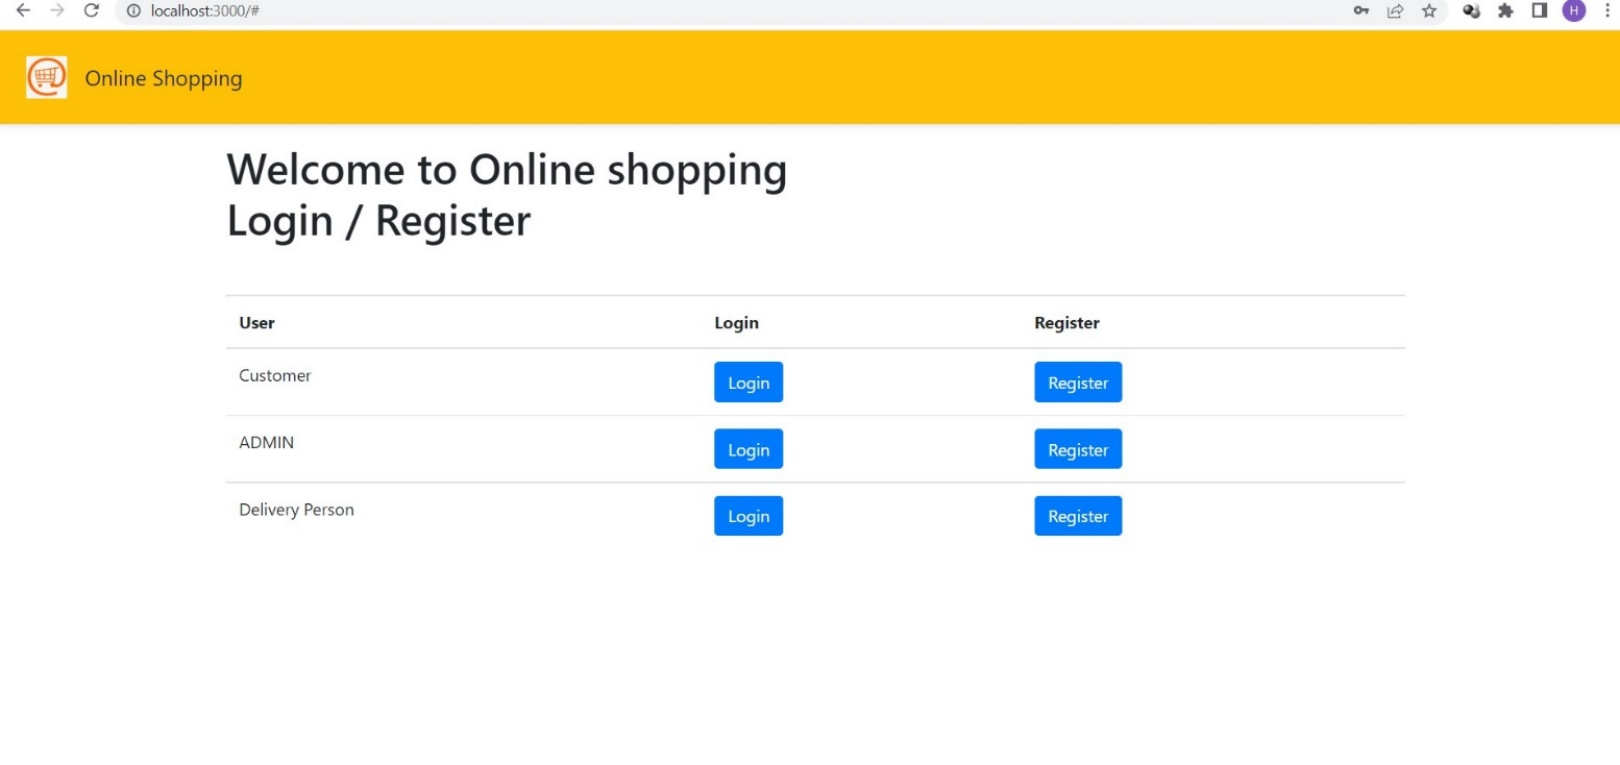 localhost:3000/#
H
Online Shopping
Welcome to Online shopping
Login / Register
User Login Register
Customer Login Register
ADMIN Login Register
Delivery Person Login Register